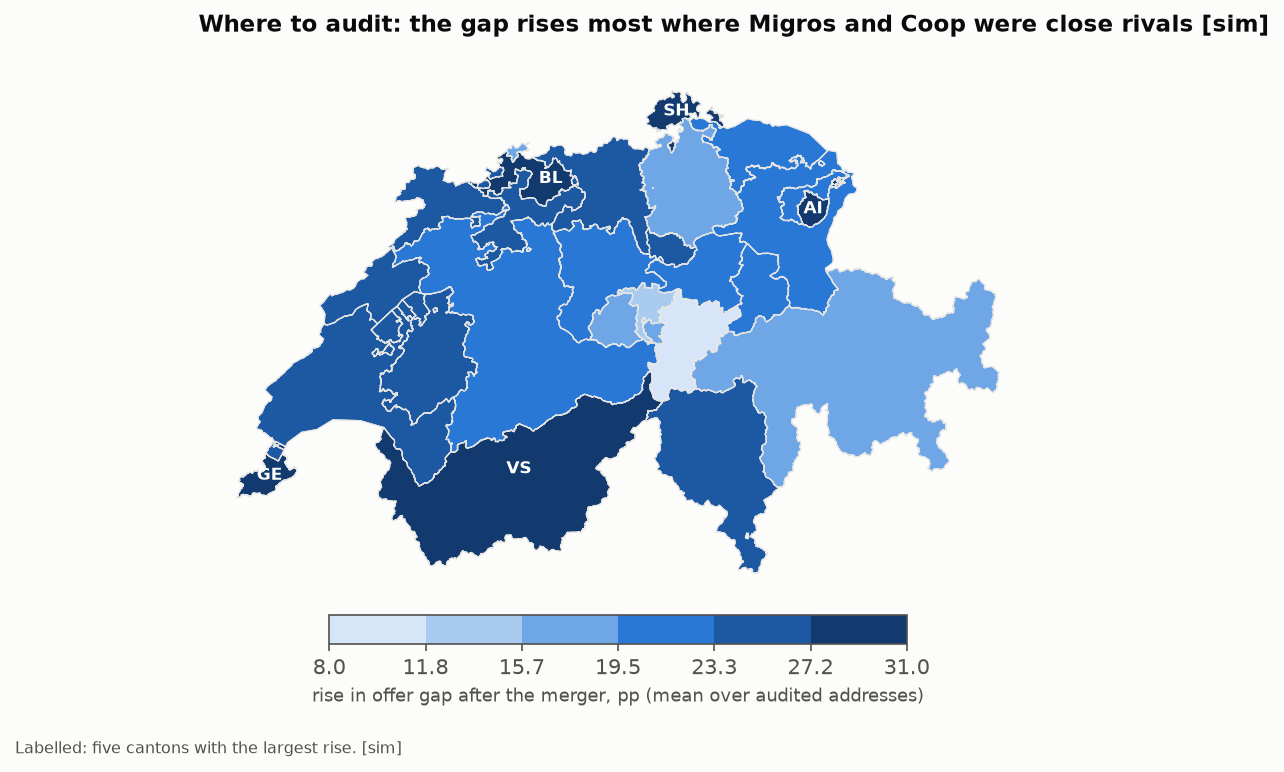 Where to audit: the gap rises most where Migros and Coop were close rivals [sim]
SH
BL
AI
VS
GE
8.0 11.8 15.7 19.5 23.3 27.2 31.0
rise in offer gap after the merger, pp (mean over audited addresses)
Labelled: five cantons with the largest rise. [sim]